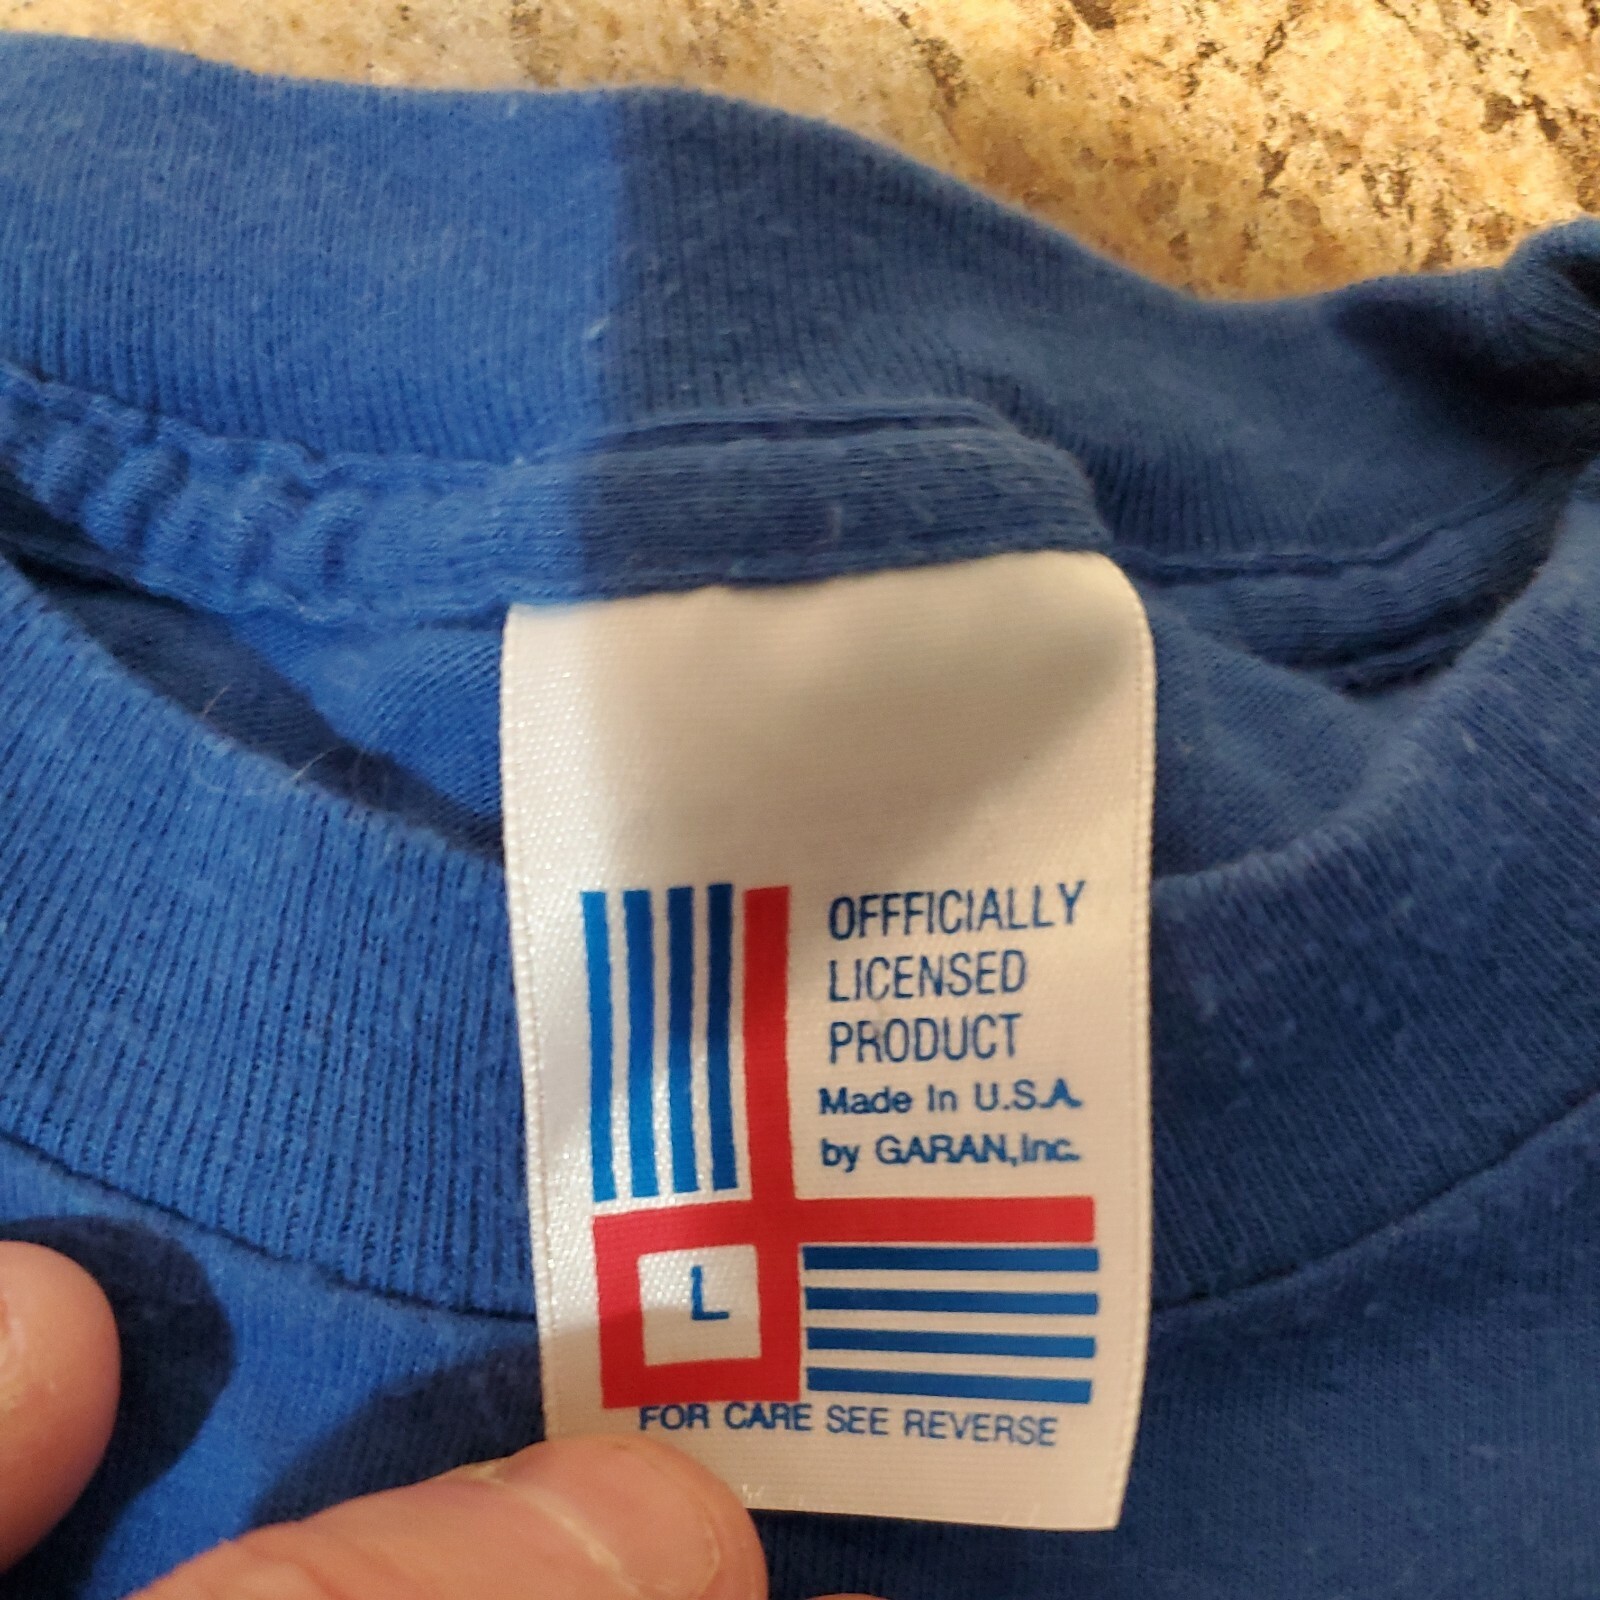 OFFFICIALLY
LICENSED
PRODUCT
Made In U.S.A.
by GARAN,Inc.
L
FOR CARE SEE REVERSE